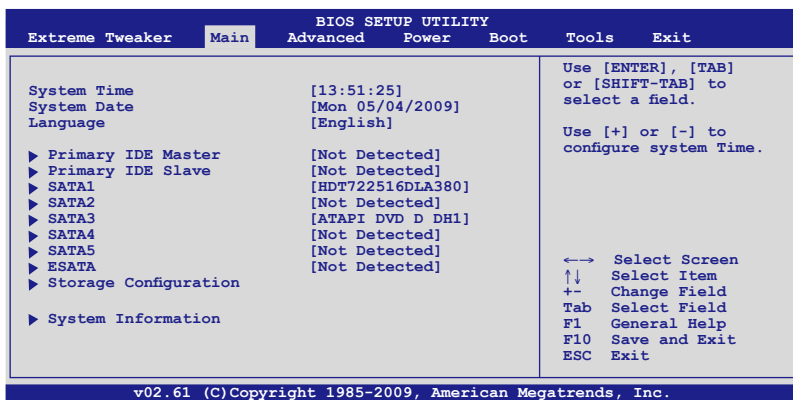 BIOS SETUP UTILITY
Extreme Tweaker Main Advanced Power Boot Tools Exit
System Time [13:51:25]
System Date [Mon 05/04/2009]
Language [English]
▶ Primary IDE Master [Not Detected]
▶ Primary IDE Slave [Not Detected]
▶ SATA1 [HDT722516DLA380]
▶ SATA2 [Not Detected]
▶ SATA3 [ATAPI DVD D DH1]
▶ SATA4 [Not Detected]
▶ SATA5 [Not Detected]
▶ ESATA [Not Detected]
▶ Storage Configuration
▶ System Information
Use [ENTER], [TAB]
or [SHIFT-TAB] to
select a field.
Use [+] or [-] to
configure system Time.
←→ Select Screen
↑↓ Select Item
+- Change Field
Tab Select Field
F1 General Help
F10 Save and Exit
ESC Exit
v02.61 (C)Copyright 1985-2009, American Megatrends, Inc.